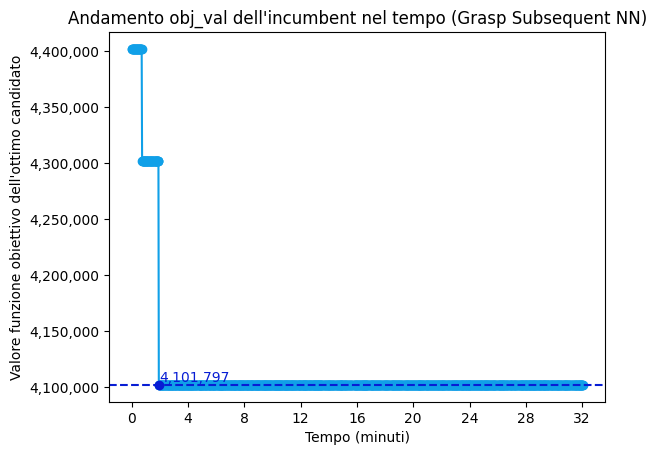 Andamento obj_val dell'incumbent nel tempo (Grasp Subsequent NN)
Valore funzione obiettivo dell'ottimo candidato
4,400,000
4,350,000
4,300,000
4,250,000
4,200,000
4,150,000
4,100,000
4,101,797
0 4 8 12 16 20 24 28 32
Tempo (minuti)